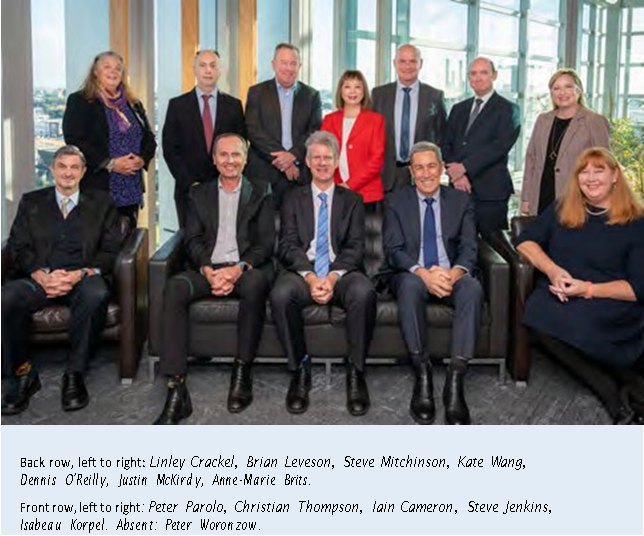 Back row, left to right: Linley Crackel, Brian Leveson, Steve Mitchinson, Kate Wang,
Dennis O'Reilly, Justin McKirdy, Anne-Marie Brits.
Front row, left to right: Peter Parolo, Christian Thompson, Iain Cameron, Steve Jenkins,
Isabeau Korpel. Absent: Peter Woronzow.